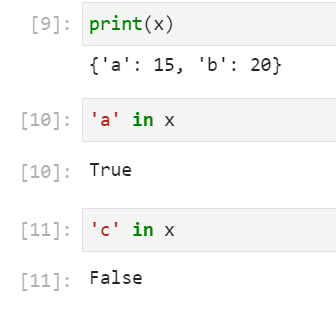 [9]: print(x)
{'a': 15, 'b': 20}
[10]: 'a' in x
[10]: True
[11]: 'c' in x
[11]: False